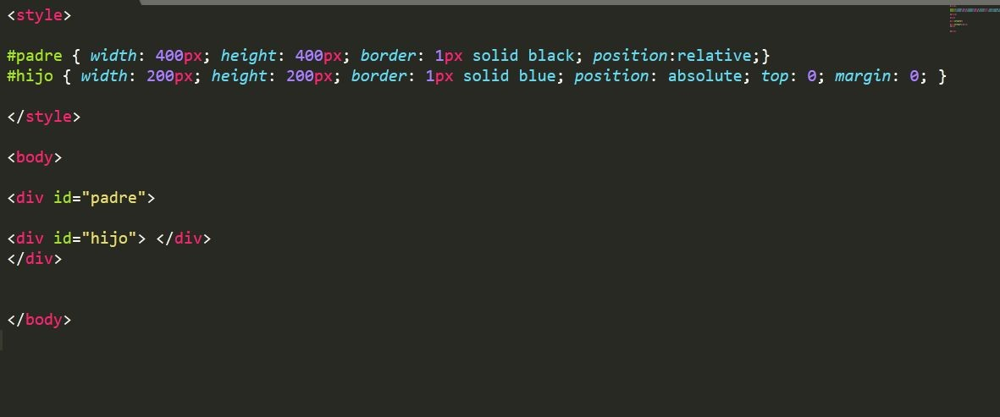 <style>
#padre { width: 400px; height: 400px; border: 1px solid black; position:relative;}
#hijo { width: 200px; height: 200px; border: 1px solid blue; position: absolute; top: 0; margin: 0; }
</style>
<body>
<div id="padre">
<div id="hijo"> </div>
</div>
</body>